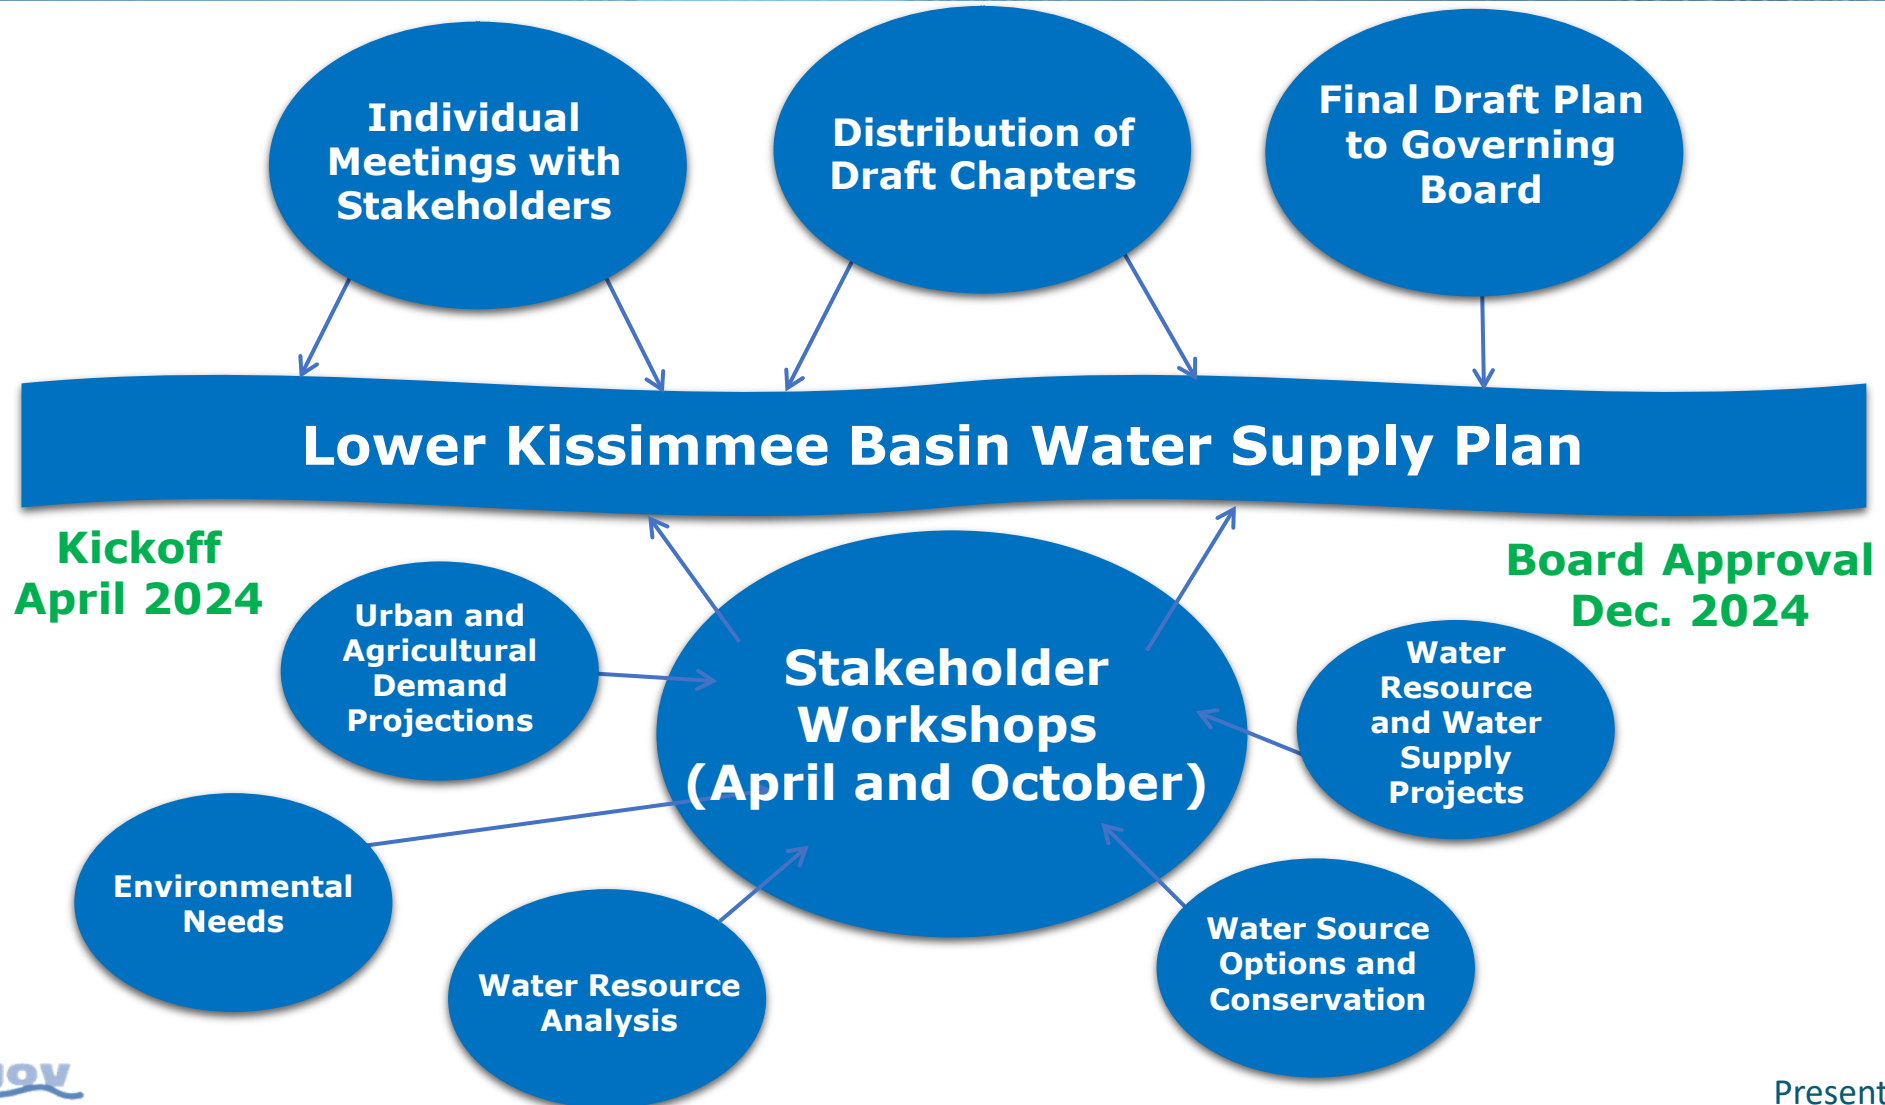 Individual
Meetings with
Stakeholders
Distribution of
Draft Chapters
Final Draft Plan
to Governing
Board
Lower Kissimmee Basin Water Supply Plan
Kickoff
April 2024
Board Approval
Dec. 2024
Urban and
Agricultural
Demand
Projections
Stakeholder
Workshops
(April and October)
Water
Resource
and Water
Supply
Projects
Environmental
Needs
Water Resource
Analysis
Water Source
Options and
Conservation
gov
Present